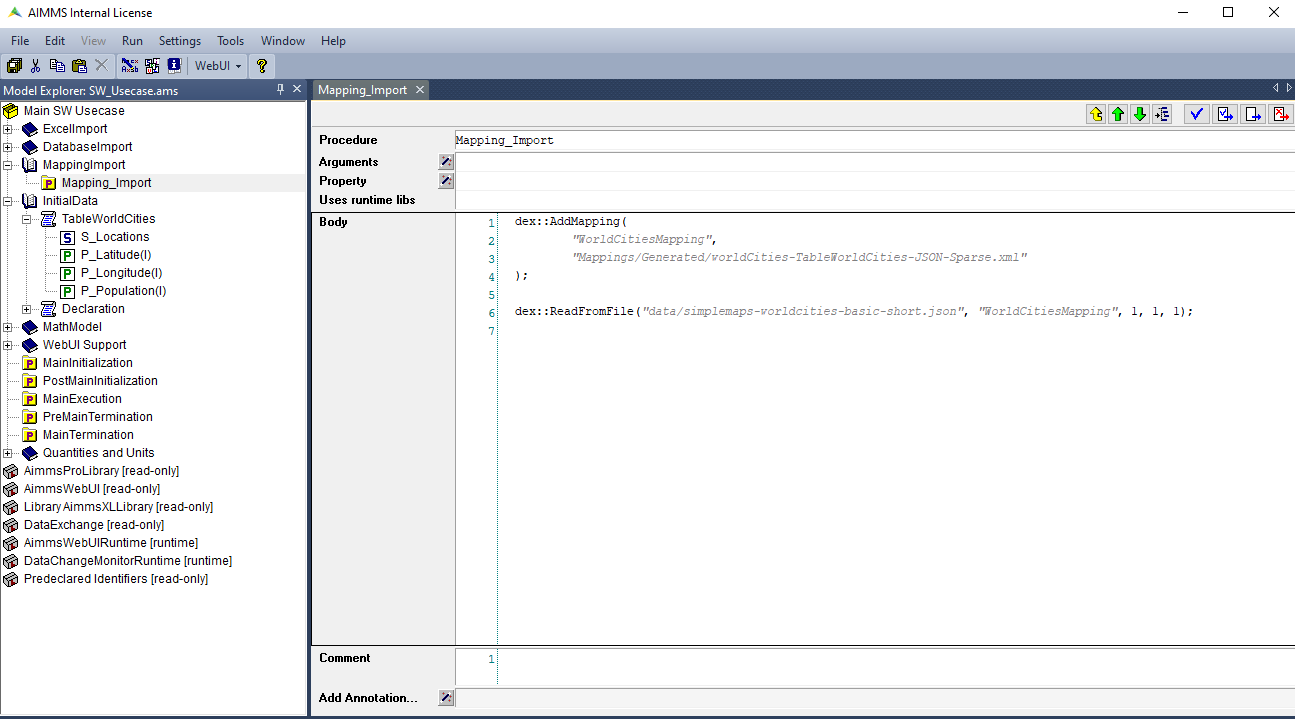 AIMMS Internal License
File Edit View Run Settings Tools Window Help
WebUI
Model Explorer: SW_Usecase.ams
Main SW Usecase
ExcelImport
DatabaseImport
MappingImport
P Mapping_Import
InitialData
TableWorldCities
S S_Locations
P P_Latitude(l)
P P_Longitude(l)
P P_Population(l)
Declaration
MathModel
WebUI Support
P MainInitialization
P PostMainInitialization
P MainExecution
P PreMainTermination
P MainTermination
Quantities and Units
AimmsProLibrary [read-only]
AimmsWebUI [read-only]
Library AimmsXLLibrary [read-only]
DataExchange [read-only]
AimmsWebUIRuntime [runtime]
DataChangeMonitorRuntime [runtime]
Predeclared Identifiers [read-only]
Mapping_Import
Procedure Mapping_Import
Arguments
Property
Uses runtime libs
Body
1 dex::AddMapping(
2 "WorldCitiesMapping",
3 "Mappings/Generated/worldCities-TableWorldCities-JSON-Sparse.xml"
4 );
5
6 dex::ReadFromFile("data/simplemaps-worldcities-basic-short.json", "WorldCitiesMapping", 1, 1, 1);
7
Comment 1
Add Annotation...